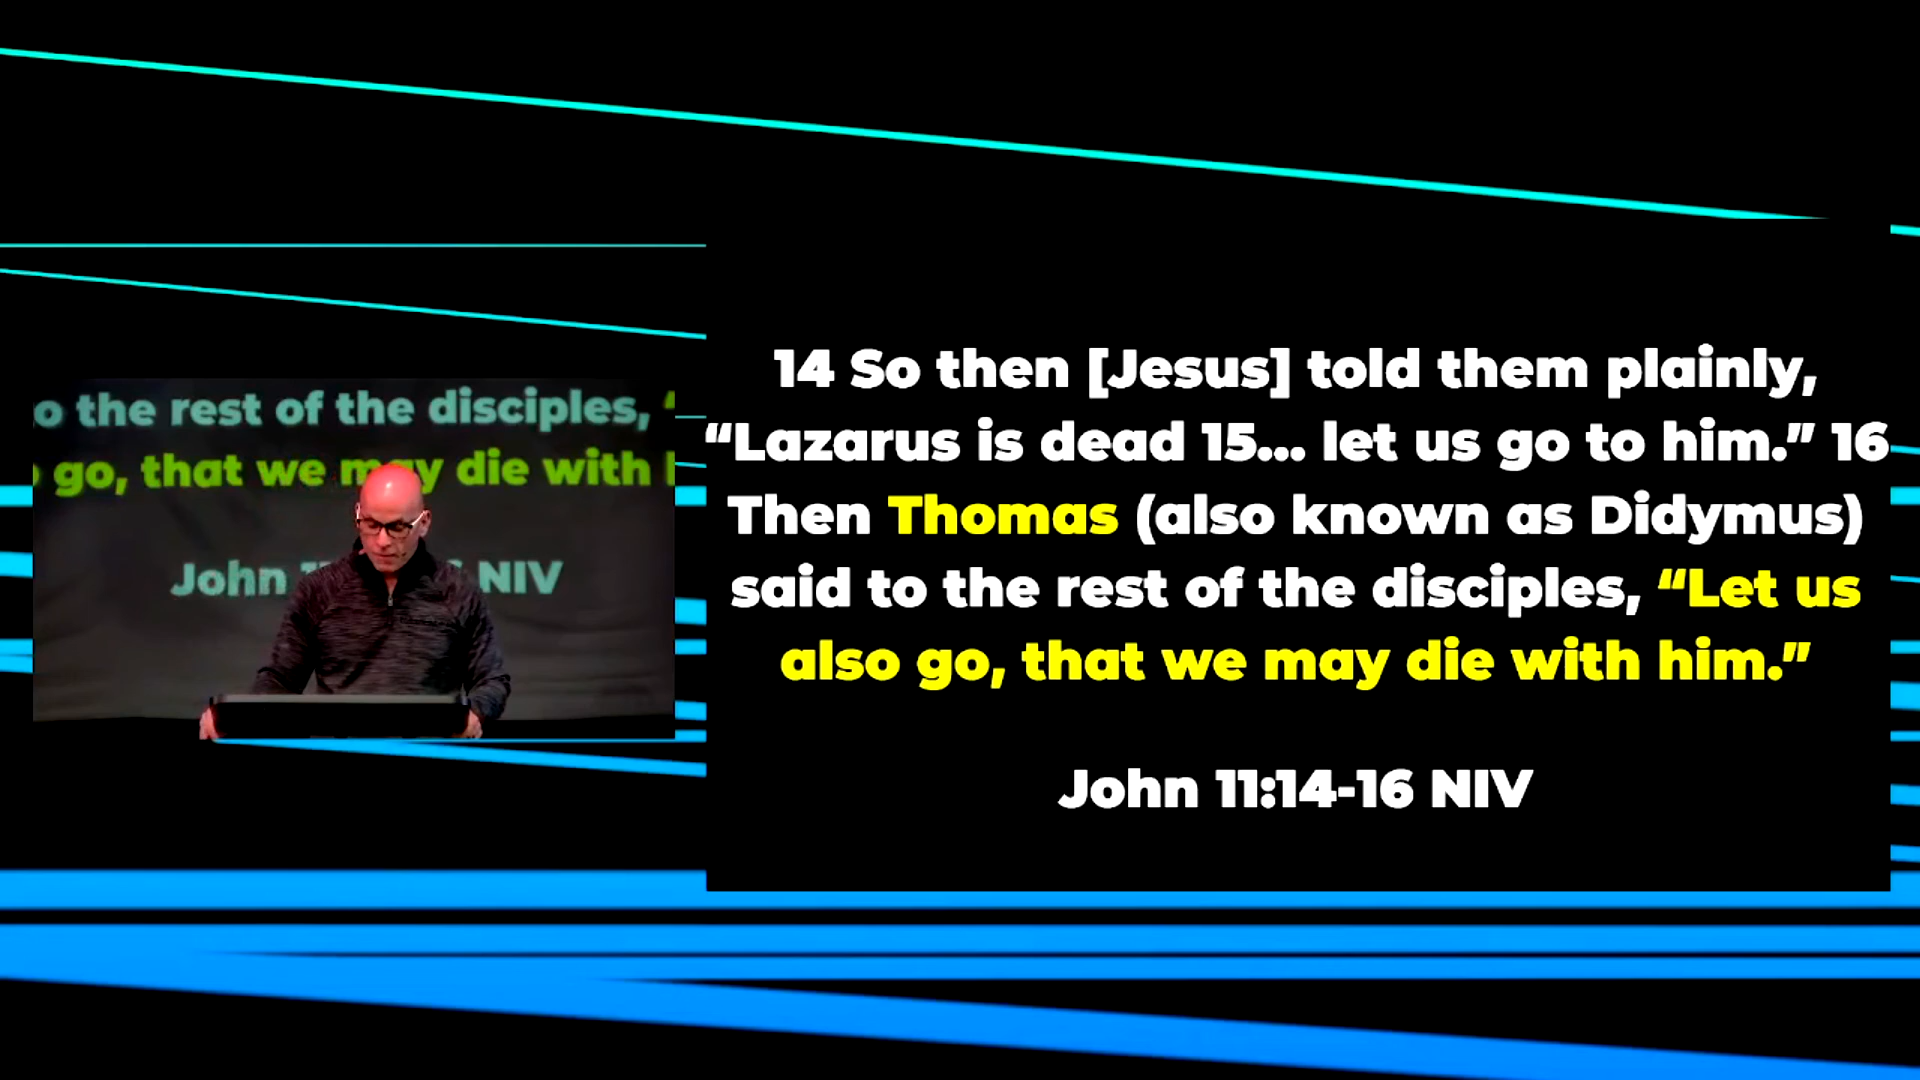 o the rest of the disciples, “
go, that we may die with
John NIV
14 So then [Jesus] told them plainly,
“Lazarus is dead 15... let us go to him.” 16
Then Thomas (also known as Didymus)
said to the rest of the disciples, “Let us
also go, that we may die with him.”
John 11:14-16 NIV